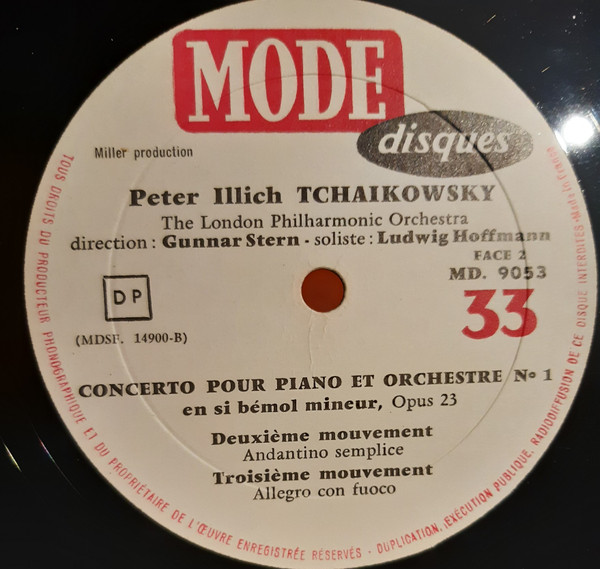 MODE
disques
Miller production
Peter Illich TCHAIKOWSKY
The London Philharmonic Orchestra
direction : Gunnar Stern - soliste : Ludwig Hoffmann
FACE 2
MD. 9053
33
DP
(MDSF. 14900-B)
CONCERTO POUR PIANO ET ORCHESTRE No 1
en si bémol mineur, Opus 23
Deuxième mouvement
Andantino semplice
Troisième mouvement
Allegro con fuoco
TOUS DROITS DU PRODUCTEUR PHONOGRAPHIQUE ET DU PROPRIÉTAIRE DE L'ŒUVRE ENREGISTRÉE RÉSERVÉS - DUPLICATION, EXÉCUTION PUBLIQUE, RADIODIFFUSION DE CE DISQUE INTERDITES • Made in France